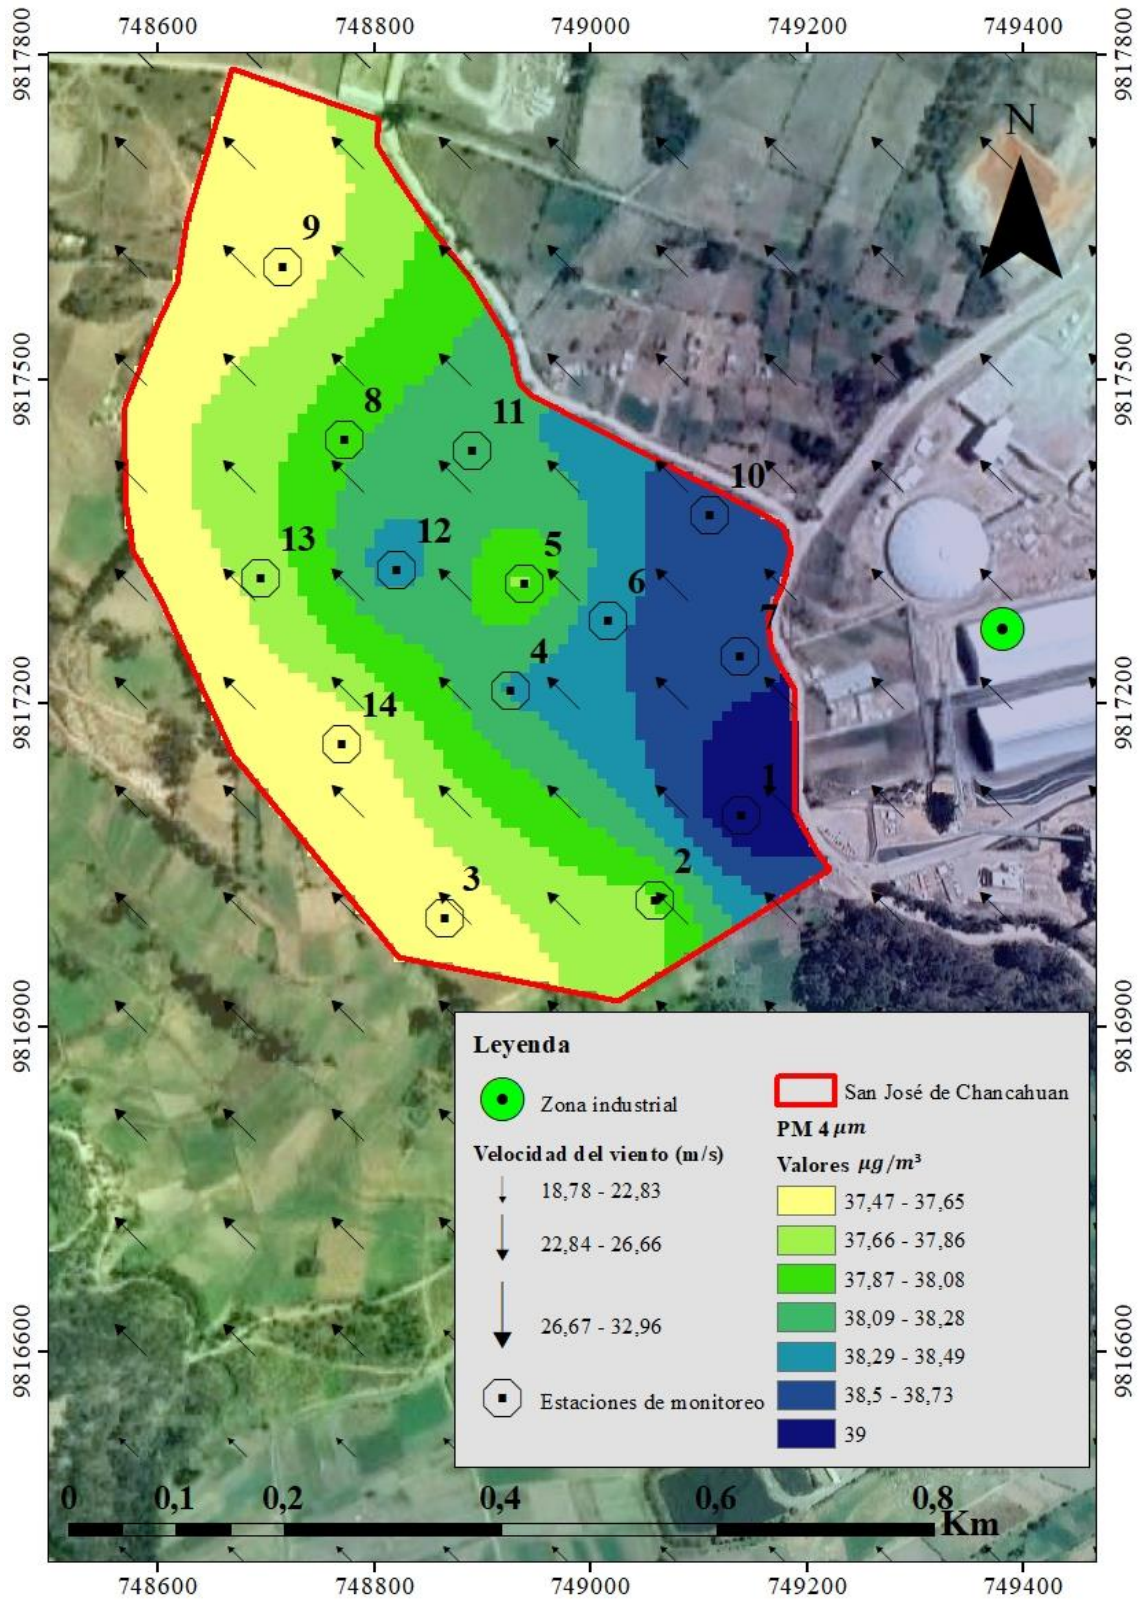 748600 748800 749000 749200 749400
9817800 9817800
N
9
9817500 9817500
8 11
10
12 5
13
6
7
4
9817200 9817200
14
1
2
3
9816900 9816900
Leyenda
Zona industrial
Velocidad del viento (m/s)
18,78 - 22,83
22,84 - 26,66
26,67 - 32,96
Estaciones de monitoreo
San José de Chancahuan
PM 4 μm
Valores μg/m³
37,47 - 37,65
37,66 - 37,86
37,87 - 38,08
38,09 - 38,28
38,29 - 38,49
38,5 - 38,73
39
9816600 9816600
0 0,1 0,2 0,4 0,6 0,8
Km
748600 748800 749000 749200 749400